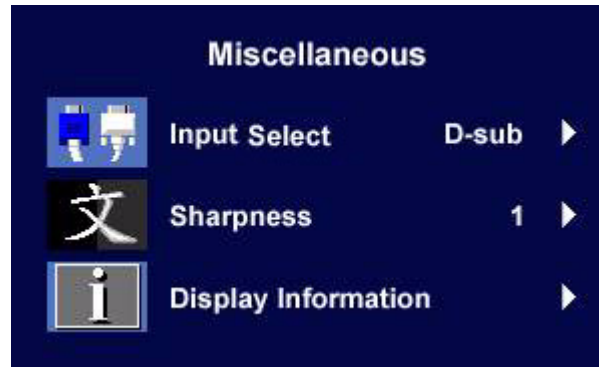 Miscellaneous
Input Select D-sub
文
Sharpness 1
i
Display Information